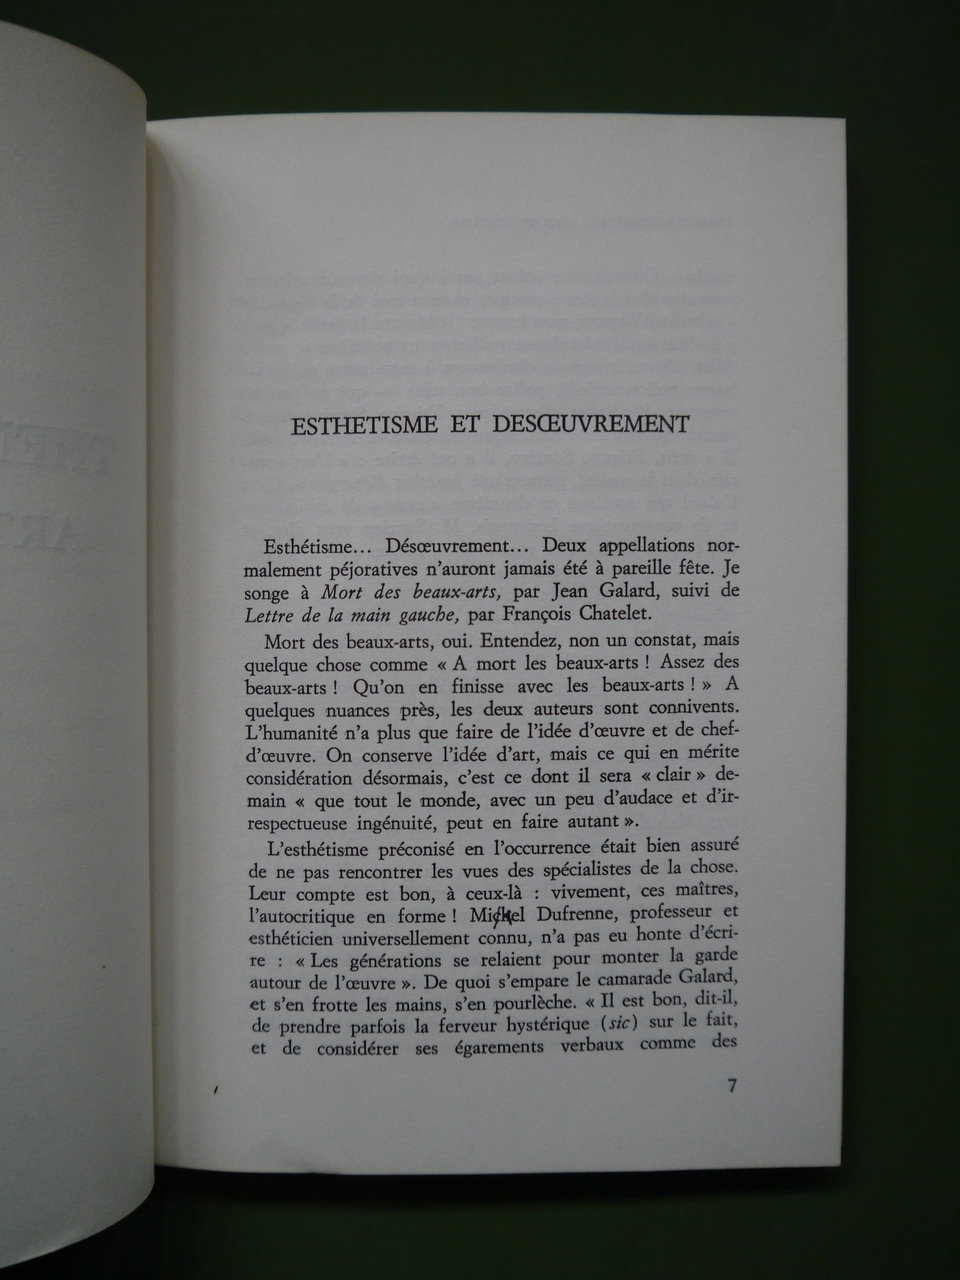 ESTHETISME ET DESŒUVREMENT
Esthétisme... Désœuvrement... Deux appellations nor-
malement péjoratives n'auront jamais été à pareille fête. Je
songe à Mort des beaux-arts, par Jean Galard, suivi de
Lettre de la main gauche, par François Chatelet.
Mort des beaux-arts, oui. Entendez, non un constat, mais
quelque chose comme « A mort les beaux-arts ! Assez des
beaux-arts ! Qu'on en finisse avec les beaux-arts ! » A
quelques nuances près, les deux auteurs sont connivents.
L'humanité n'a plus que faire de l'idée d'œuvre et de chef-
d'œuvre. On conserve l'idée d'art, mais ce qui en mérite
considération désormais, c'est ce dont il sera « clair » de-
main « que tout le monde, avec un peu d'audace et d'ir-
respectueuse ingénuité, peut en faire autant ».
L'esthétisme préconisé en l'occurrence était bien assuré
de ne pas rencontrer les vues des spécialistes de la chose.
Leur compte est bon, à ceux-là : vivement, ces maîtres,
l'autocritique en forme ! Mikel Dufrenne, professeur et
esthéticien universellement connu, n'a pas eu honte d'écri-
re : « Les générations se relaient pour monter la garde
autour de l'œuvre ». De quoi s'empare le camarade Galard,
et s'en frotte les mains, s'en pourlèche. « Il est bon, dit-il,
de prendre parfois la ferveur hystérique (sic) sur le fait,
et de considérer ses égarements verbaux comme des
7